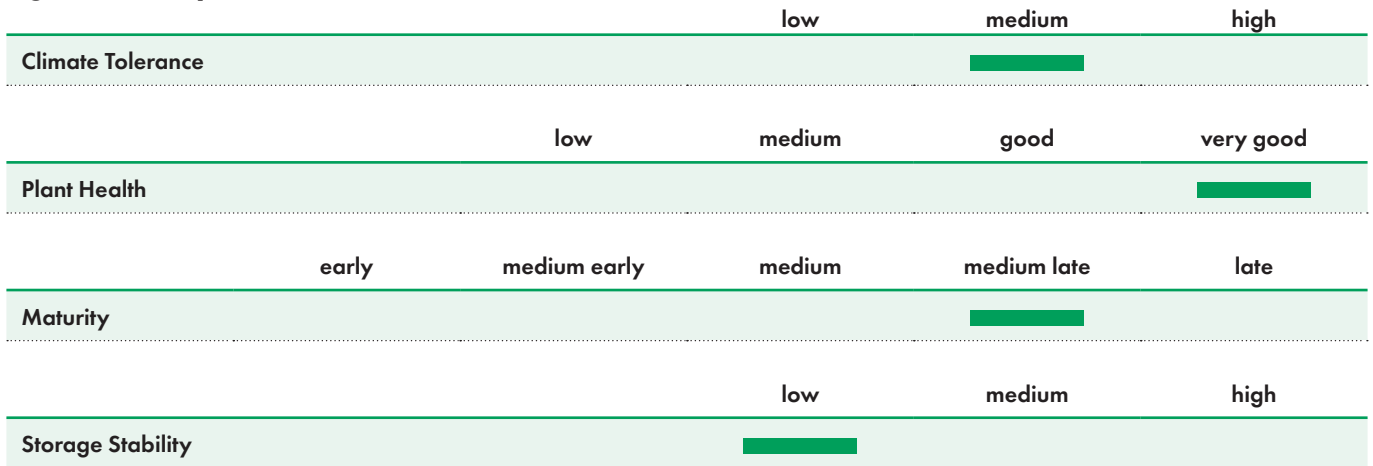 low medium high
Climate Tolerance
low medium good very good
Plant Health
early medium early medium medium late late
Maturity
low medium high
Storage Stability